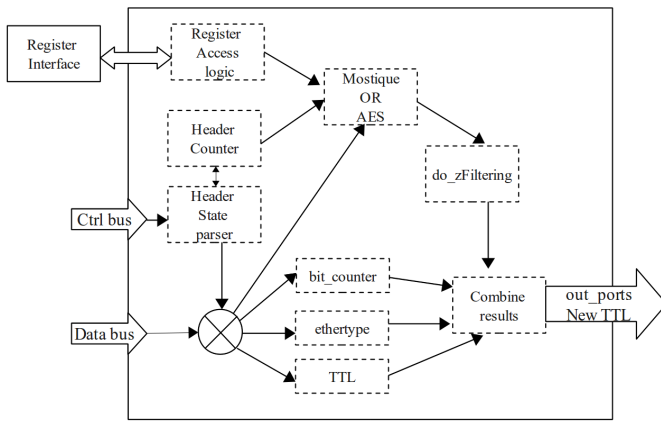 Register
Interface
Register
Access
logic
Mostique
OR
AES
Header
Counter
do_zFiltering
Header
State
parser
Ctrl bus
bit_counter
Combine
results
out_ports
New TTL
Data bus
ethertype
TTL